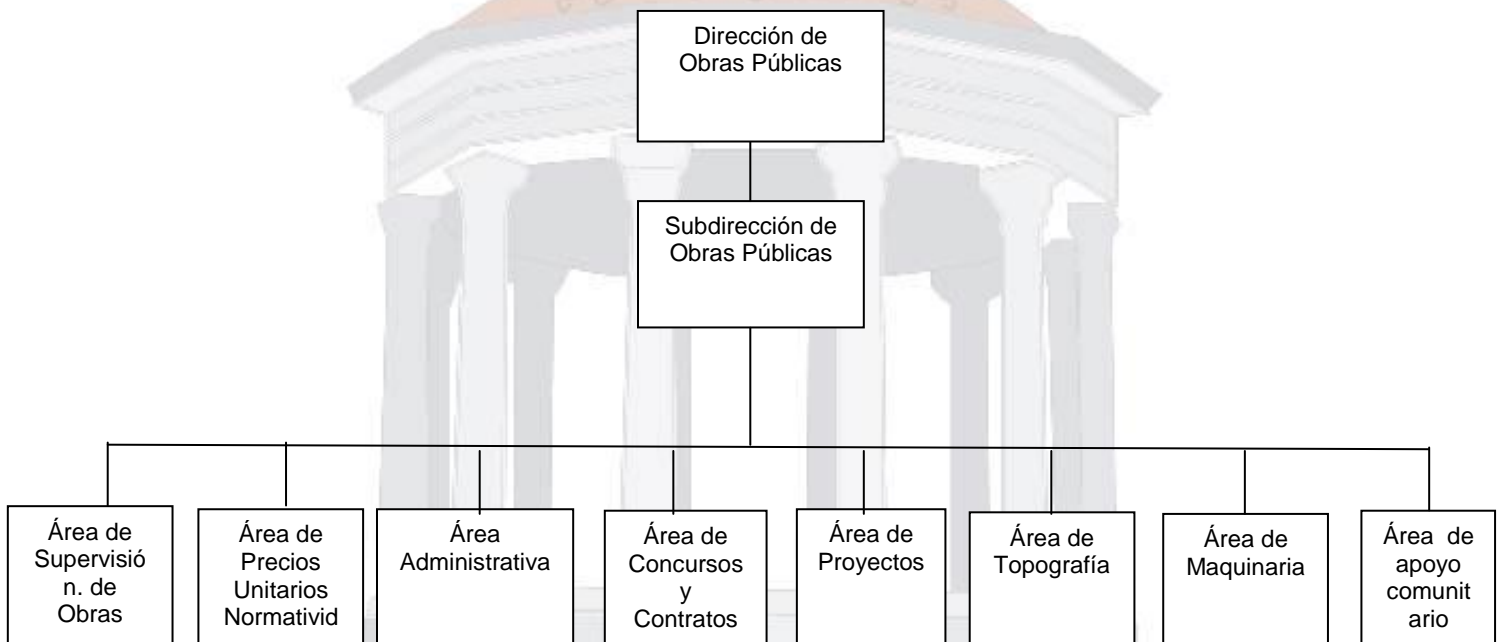 Dirección de
Obras Públicas
Subdirección de
Obras Públicas
Área de
Supervisió
n. de
Obras
Área de
Precios
Unitarios
Normativid
Área
Administrativa
Área de
Concursos
y
Contratos
Área de
Proyectos
Área de
Topografía
Área de
Maquinaria
Área de
apoyo
comunit
ario